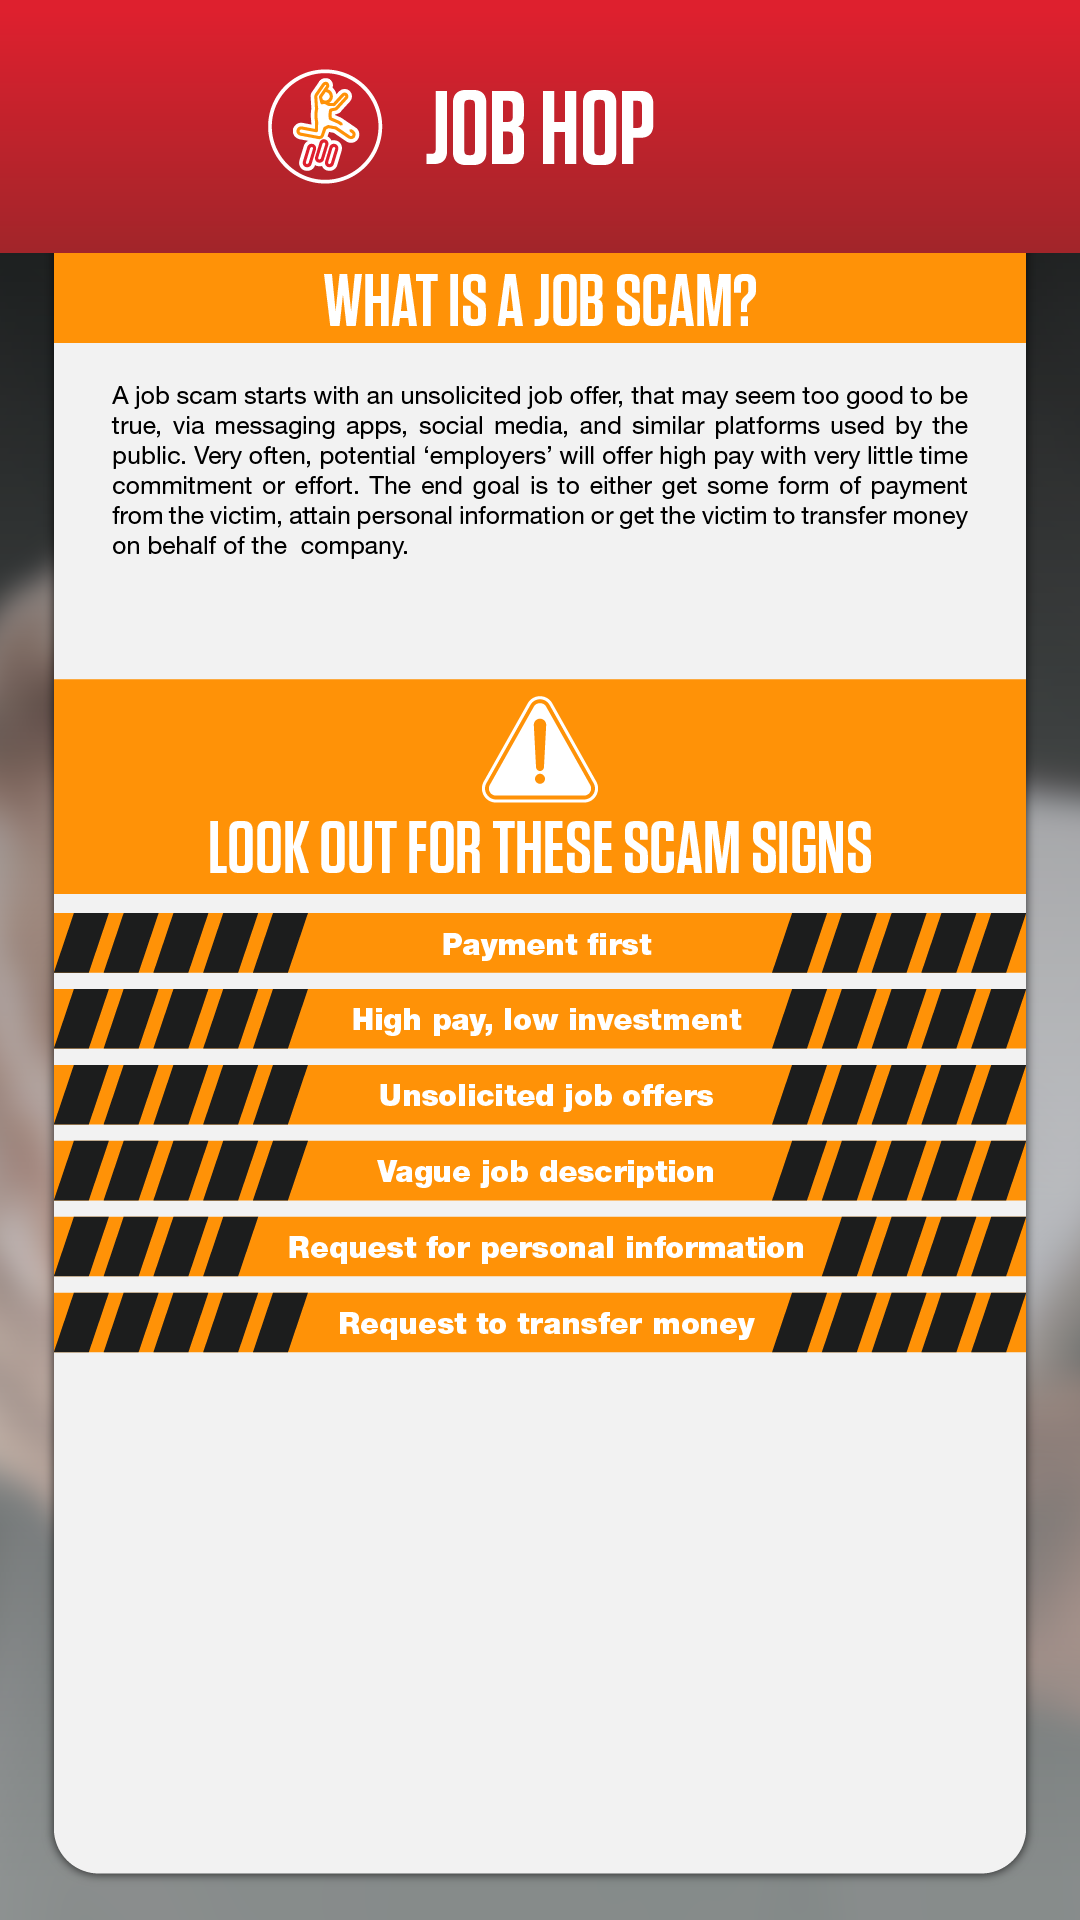 JOB HOP
WHAT IS A JOB SCAM?
A job scam starts with an unsolicited job offer, that may seem too good to be
true, via messaging apps, social media, and similar platforms used by the
public. Very often, potential ‘employers’ will offer high pay with very little time
commitment or effort. The end goal is to either get some form of payment
from the victim, attain personal information or get the victim to transfer money
on behalf of the company.
LOOK OUT FOR THESE SCAM SIGNS
Payment first
High pay, low investment
Unsolicited job offers
Vague job description
Request for personal information
Request to transfer money